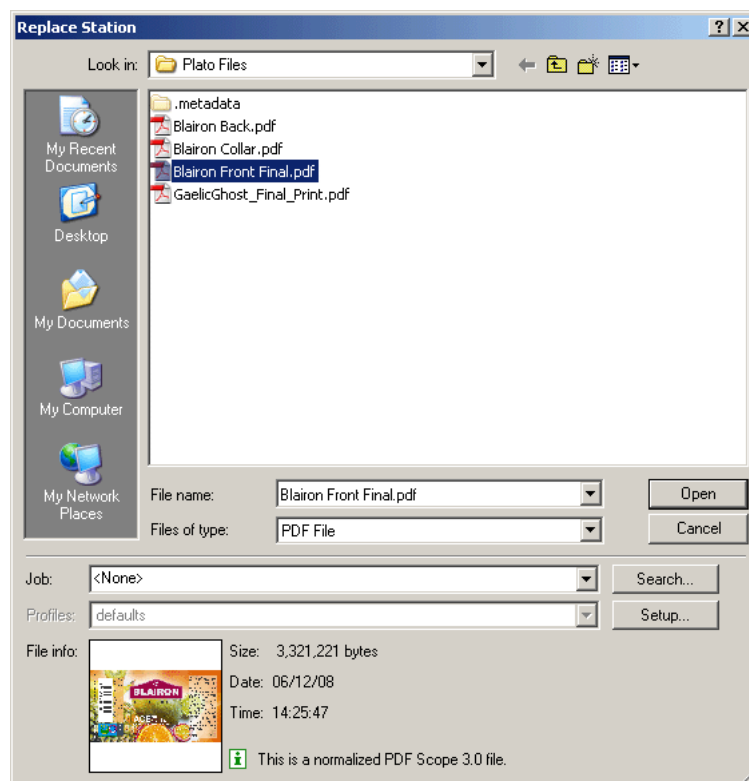 Replace Station
Look in: Plato Files
.metadata
Blairon Back.pdf
Blairon Collar.pdf
Blairon Front Final.pdf
GaelicGhost_Final_Print.pdf
My Recent
Documents
Desktop
My Documents
My Computer
My Network
Places
File name: Blairon Front Final.pdf Open
Files of type: PDF File Cancel
Job: <None> Search...
Profiles: defaults Setup...
File info: Size: 3,321,221 bytes
BLAIRON
Date: 06/12/08
Time: 14:25:47
This is a normalized PDF Scope 3.0 file.